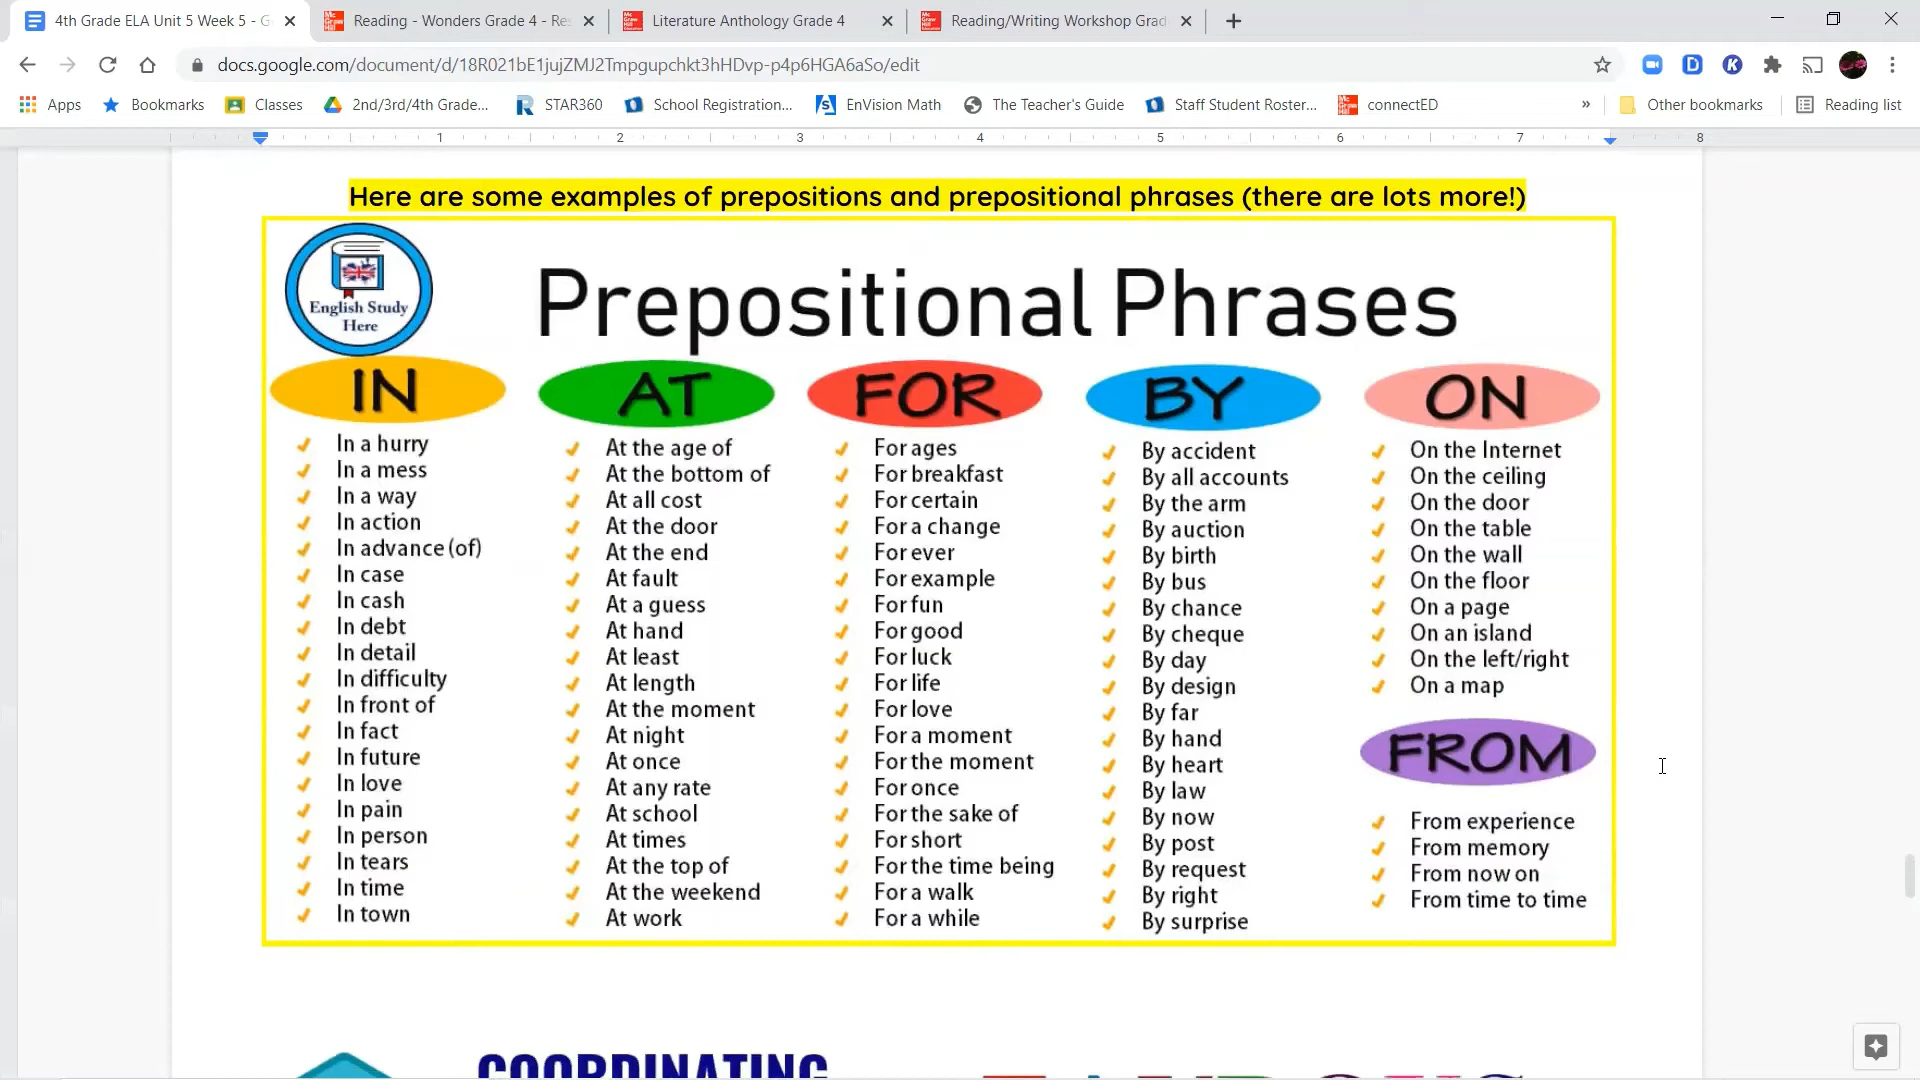 4th Grade ELA Unit 5 Week 5 - G
Reading - Wonders Grade 4 - Re
Literature Anthology Grade 4
Reading/Writing Workshop Grad
docs.google.com/document/d/18R021bE1jujZMJ2Tmpgupchkt3hHDvp-p4p6HGA6aSo/edit
Apps
Bookmarks
Classes
2nd/3rd/4th Grade...
STAR360
School Registration...
EnVision Math
The Teacher's Guide
Staff Student Roster...
connectED
»
Other bookmarks
Reading list
1 2 3 4 5 6 7 8
Here are some examples of prepositions and prepositional phrases (there are lots more!)
English Study
Here
Prepositional Phrases
IN
In a hurry
In a mess
In a way
In action
In advance (of)
In case
In cash
In debt
In detail
In difficulty
In front of
In fact
In future
In love
In pain
In person
In tears
In time
In town
AT
At the age of
At the bottom of
At all cost
At the door
At the end
At fault
At a guess
At hand
At least
At length
At the moment
At night
At once
At any rate
At school
At times
At the top of
At the weekend
At work
FOR
For ages
For breakfast
For certain
For a change
For ever
For example
For fun
For good
For luck
For life
For love
For a moment
For the moment
For once
For the sake of
For short
For the time being
For a walk
For a while
BY
By accident
By all accounts
By the arm
By auction
By birth
By bus
By chance
By cheque
By day
By design
By far
By hand
By heart
By law
By now
By post
By request
By right
By surprise
ON
On the Internet
On the ceiling
On the door
On the table
On the wall
On the floor
On a page
On an island
On the left/right
On a map
FROM
From experience
From memory
From now on
From time to time
COORDINATING